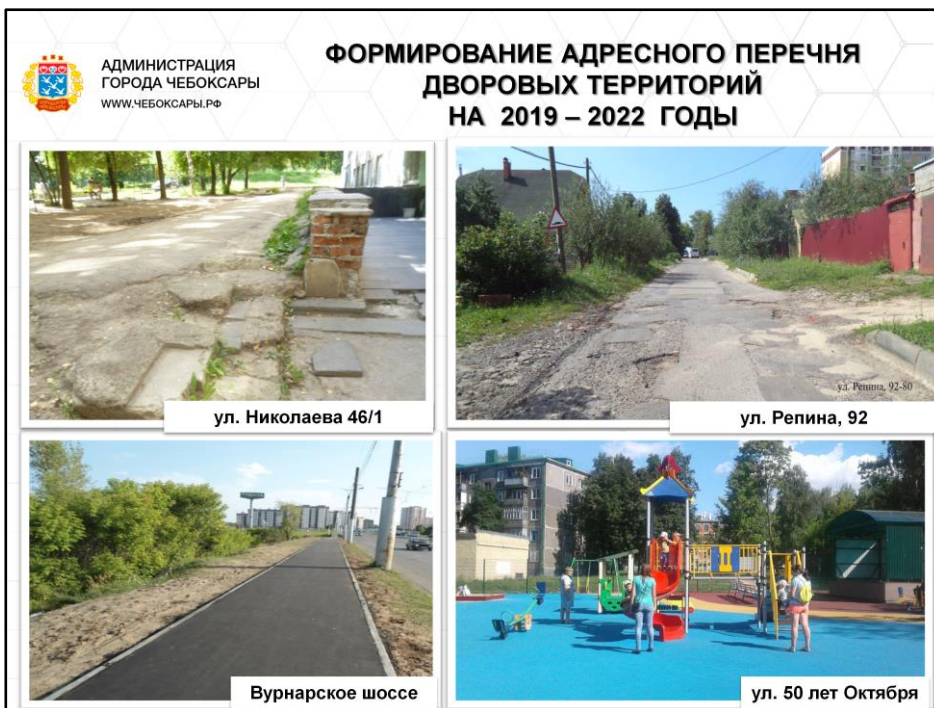 АДМИНИСТРАЦИЯ
ГОРОДА ЧЕБОКСАРЫ
WWW.ЧЕБОКСАРЫ.РФ
ФОРМИРОВАНИЕ АДРЕСНОГО ПЕРЕЧНЯ
ДВОРОВЫХ ТЕРРИТОРИЙ
НА 2019 – 2022 ГОДЫ
ул. Николаева 46/1
ул. Репина, 92-80
ул. Репина, 92
Вурнарское шоссе
ул. 50 лет Октября